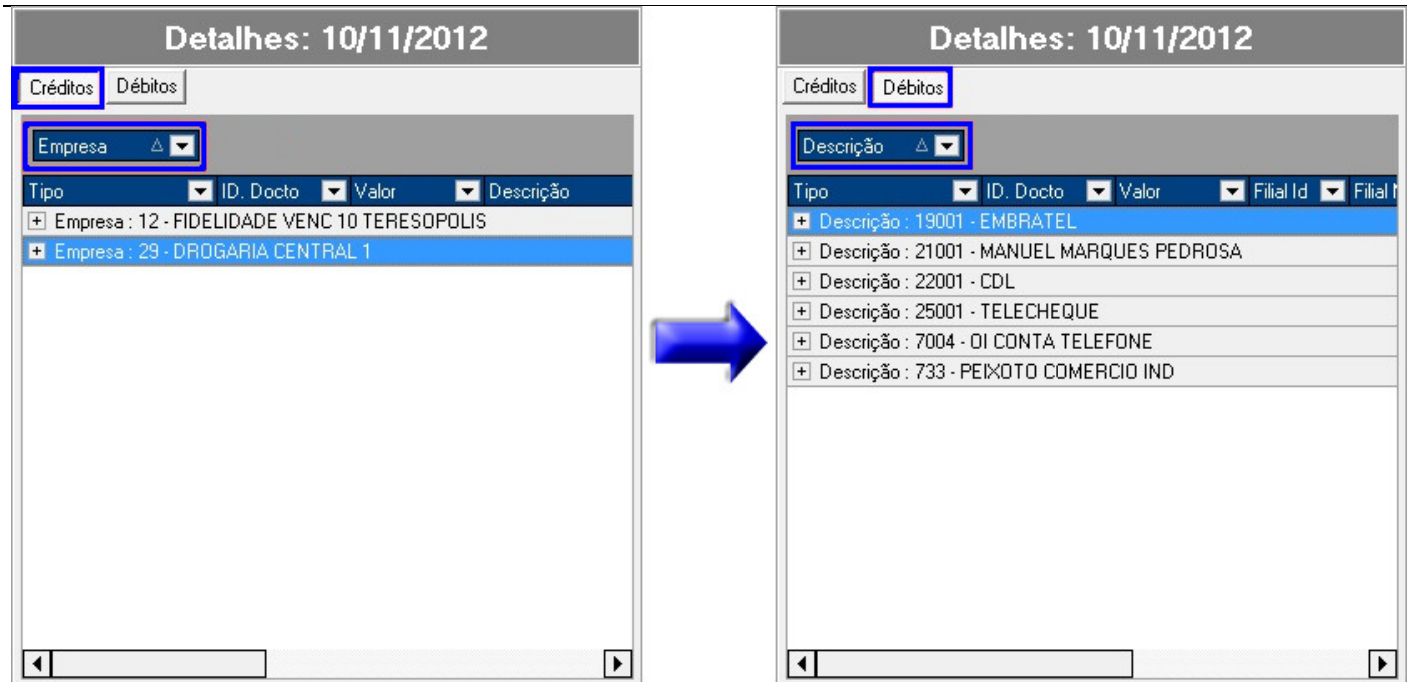 Detalhes: 10/11/2012
Créditos Débitos
Empresa
Tipo ID. Docto Valor Descrição
Empresa : 12 - FIDELIDADE VENC 10 TERESOPOLIS
Empresa : 29 - DROGARIA CENTRAL 1
Detalhes: 10/11/2012
Créditos Débitos
Descrição
Tipo ID. Docto Valor Filial Id Filial
Descrição : 19001 - EMBRATEL
Descrição : 21001 - MANUEL MARQUES PEDROSA
Descrição : 22001 - CDL
Descrição : 25001 - TELECHEQUE
Descrição : 7004 - OI CONTA TELEFONE
Descrição : 733 - PEIXOTO COMERCIO IND